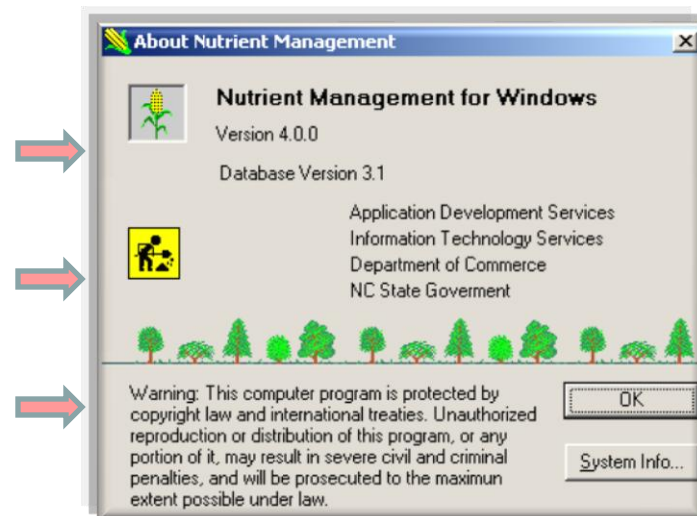 About Nutrient Management
Nutrient Management for Windows
Version 4.0.0
Database Version 3.1
Application Development Services
Information Technology Services
Department of Commerce
NC State Goverment
Warning: This computer program is protected by
copyright law and international treaties. Unauthorized
reproduction or distribution of this program, or any
portion of it, may result in severe civil and criminal
penalties, and will be prosecuted to the maximun
extent possible under law.
OK
System Info...